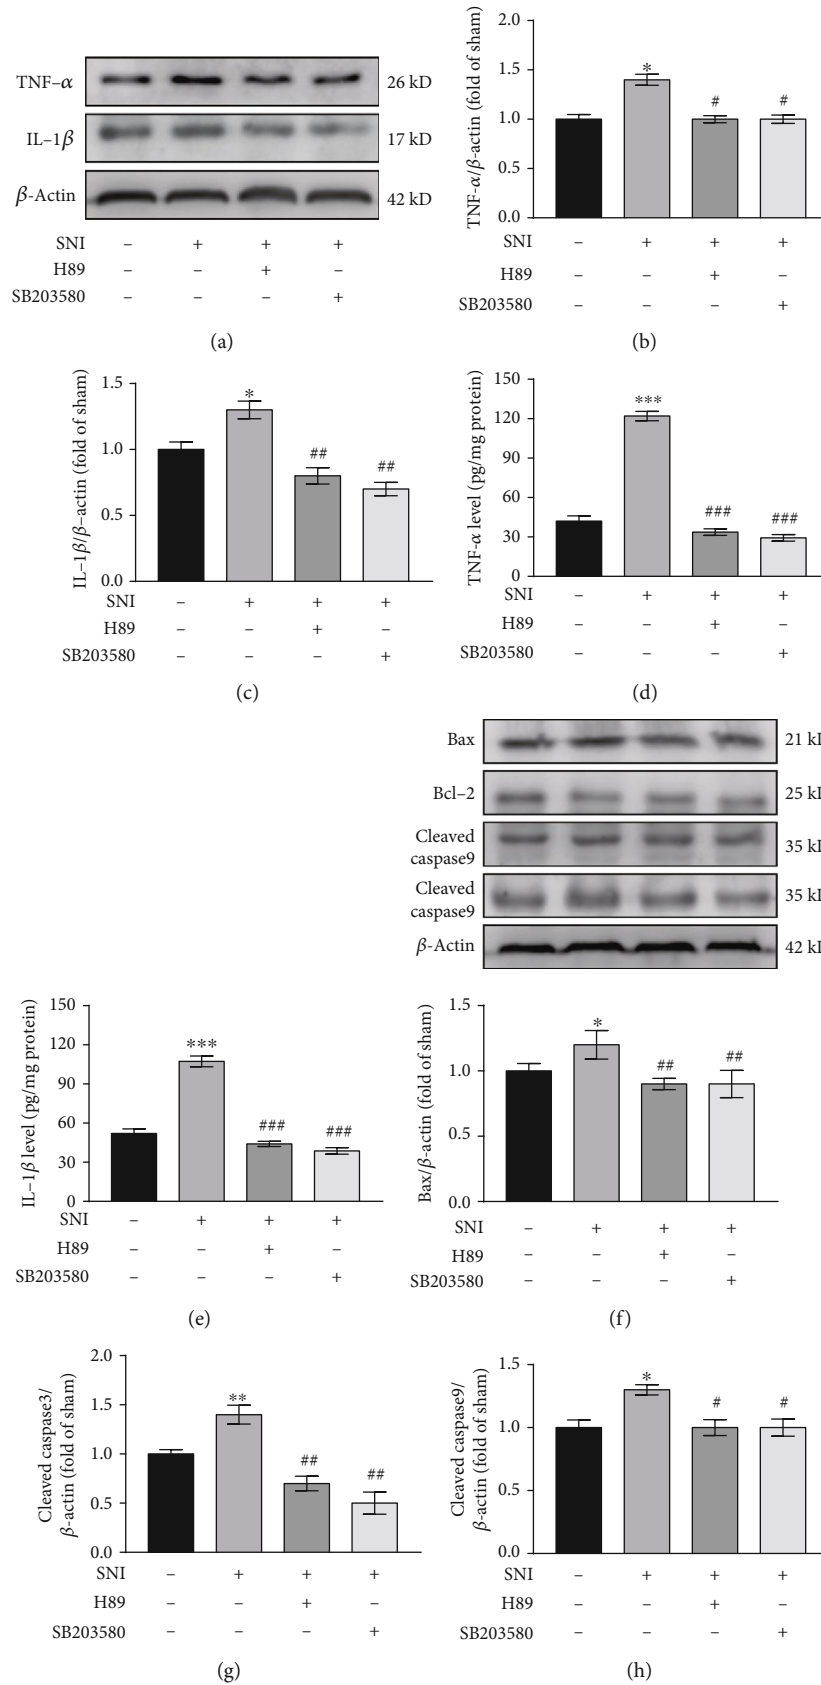 TNF–α 26 kD
IL–1β 17 kD
β-Actin 42 kD
SNI – + + +
H89 – – + –
SB203580 – – – +
(a)
TNF-α/β-actin (fold of sham)
2.0
1.5
1.0
0.5
0.0
* # #
SNI – + + +
H89 – – + –
SB203580 – – – +
(b)
IL–1β/β–actin (fold of sham)
1.5
1.0
0.5
0.0
* ## ##
SNI – + + +
H89 – – + –
SB203580 – – – +
(c)
TNF-α level (pg/mg protein)
150
120
90
60
30
0
*** ### ###
SNI – + + +
H89 – – + –
SB203580 – – – +
(d)
Bax 21 kD
Bcl–2 25 kD
Cleaved
caspase9 35 kD
Cleaved
caspase9 35 kD
β-Actin 42 kD
IL–1β level (pg/mg protein)
150
120
90
60
30
0
*** ### ###
SNI – + + +
H89 – – + –
SB203580 – – – +
(e)
Bax/β-actin (fold of sham)
1.5
1.0
0.5
0.0
* ## ##
SNI – + + +
H89 – – + –
SB203580 – – – +
(f)
Cleaved caspase3/
β-actin (fold of sham)
2.0
1.5
1.0
0.5
0.0
** ## ##
SNI – + + +
H89 – – + –
SB203580 – – – +
(g)
Cleaved caspase9/
β-actin (fold of sham)
1.5
1.0
0.5
0.0
* # #
SNI – + + +
H89 – – + –
SB203580 – – – +
(h)